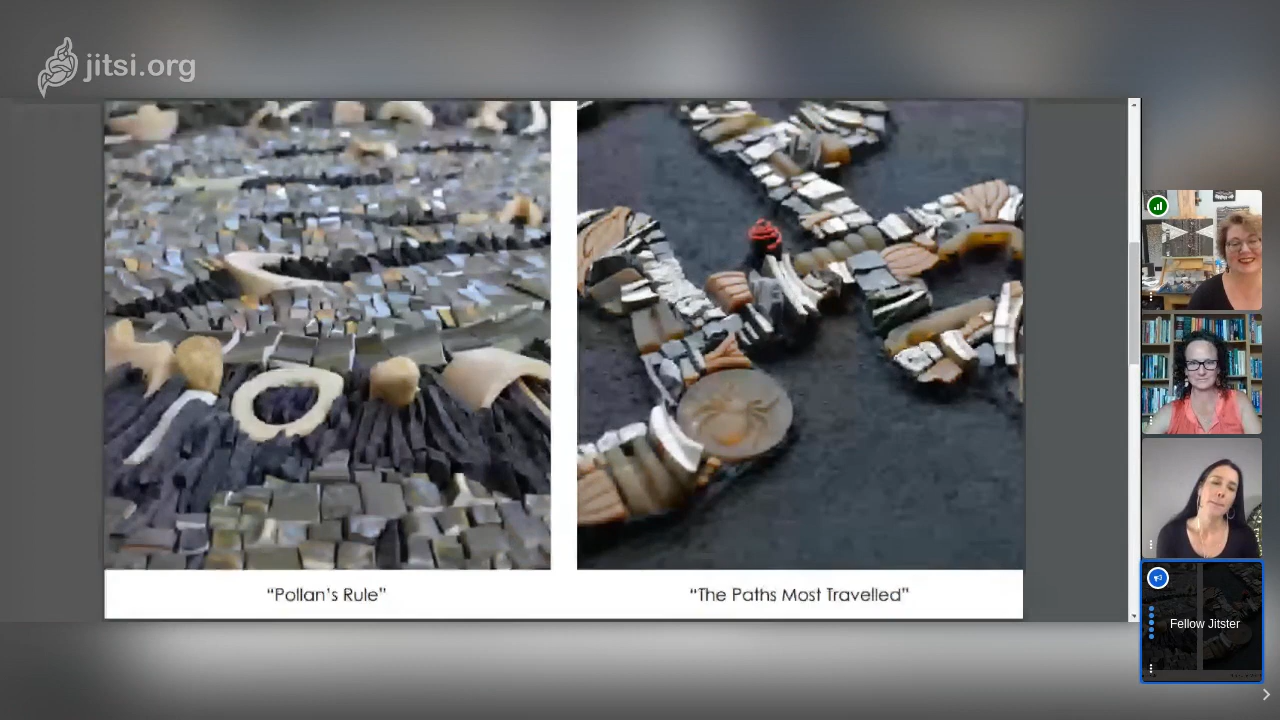 jitsi.org
“Pollan’s Rule”
“The Paths Most Travelled”
Fellow Jitster